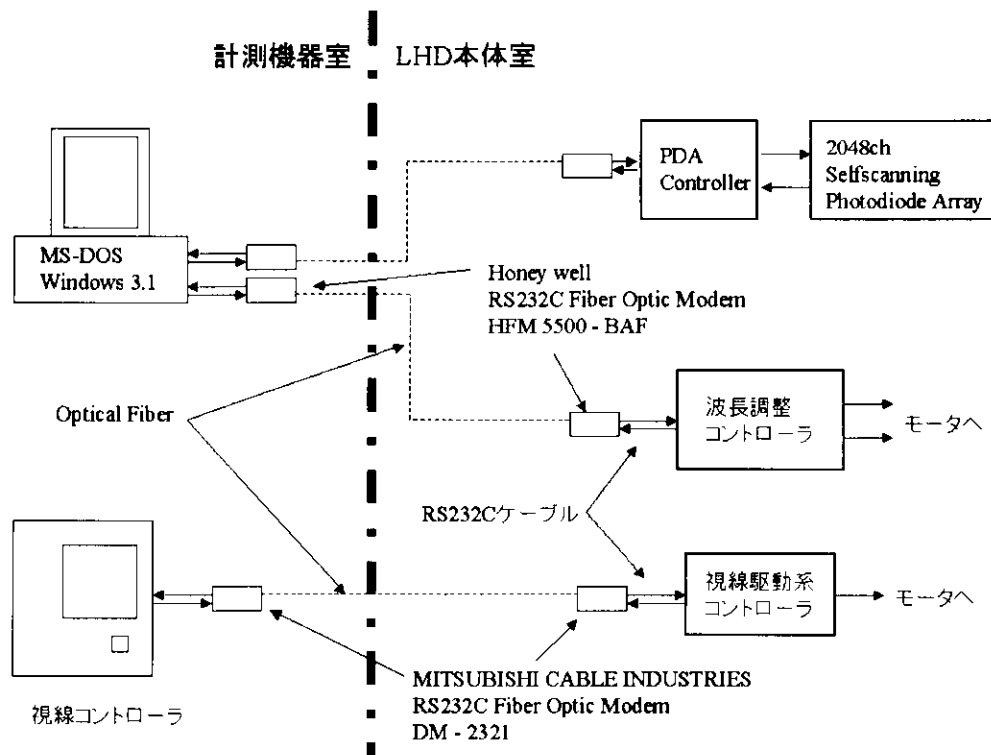 計測機器室
LHD本体室
MS-DOS
Windows 3.1
PDA
Controller
2048ch
Selfscanning
Photodiode Array
Honey well
RS232C Fiber Optic Modem
HFM 5500 - BAF
Optical Fiber
波長調整
コントローラ
モータへ
RS232Cケーブル
視線駆動系
コントローラ
モータへ
視線コントローラ
MITSUBISHI CABLE INDUSTRIES
RS232C Fiber Optic Modem
DM - 2321